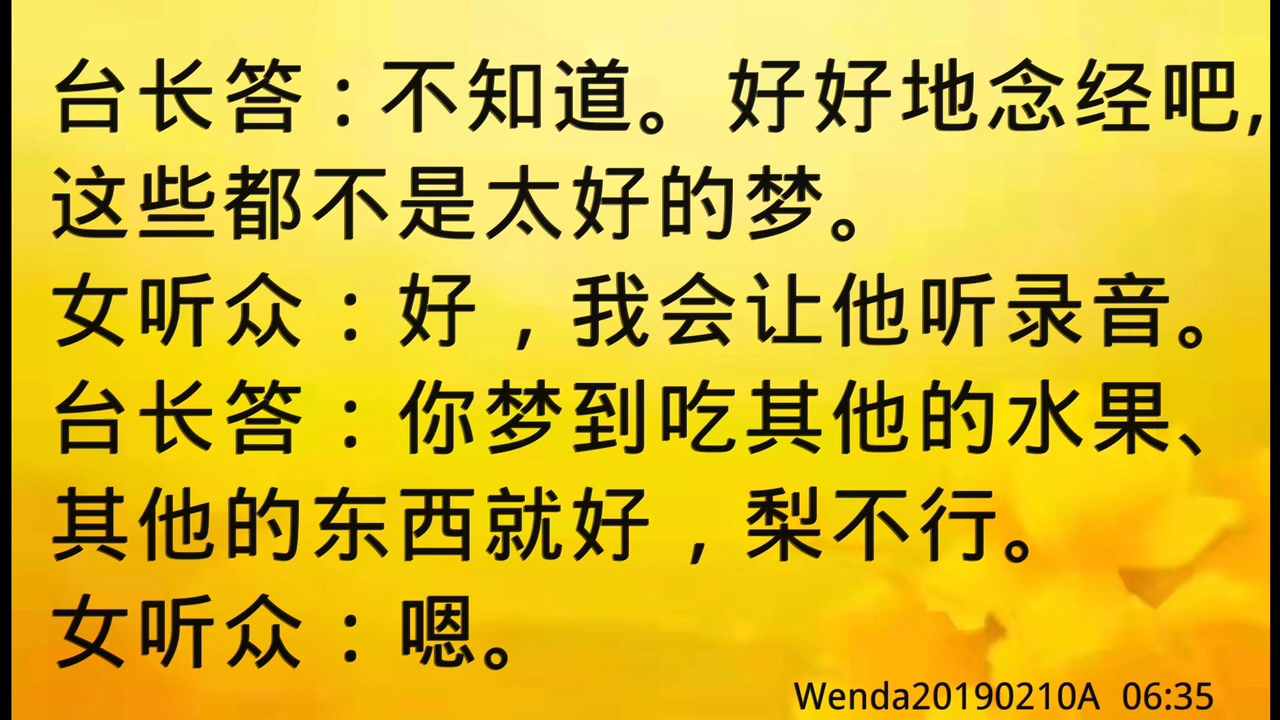 台长答：不知道。好好地念经吧,
这些都不是太好的梦。
女听众：好，我会让他听录音。
台长答：你梦到吃其他的水果、
其他的东西就好，梨不行。
女听众：嗯。
Wenda20190210A 06:35